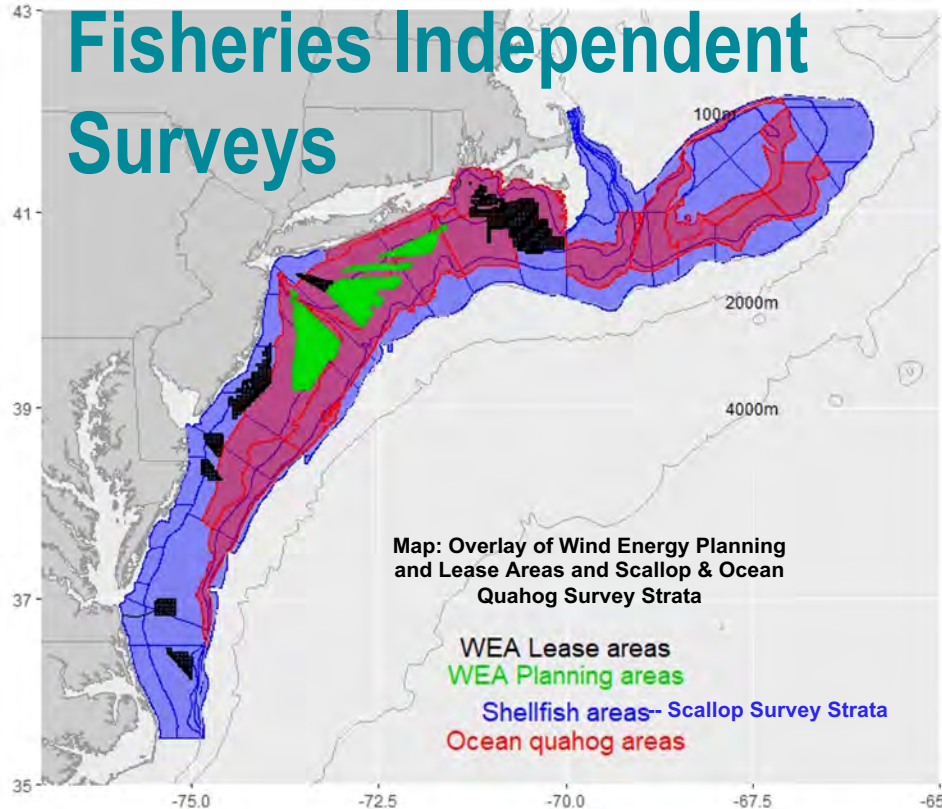 Fisheries Independent
Surveys
43
100m
41
2000m
39
4000m
Map: Overlay of Wind Energy Planning
and Lease Areas and Scallop & Ocean
Quahog Survey Strata
37
WEA Lease areas
WEA Planning areas
Shellfish areas-- Scallop Survey Strata
Ocean quahog areas
35
-75.0 -72.5 -70.0 -67.5 -65